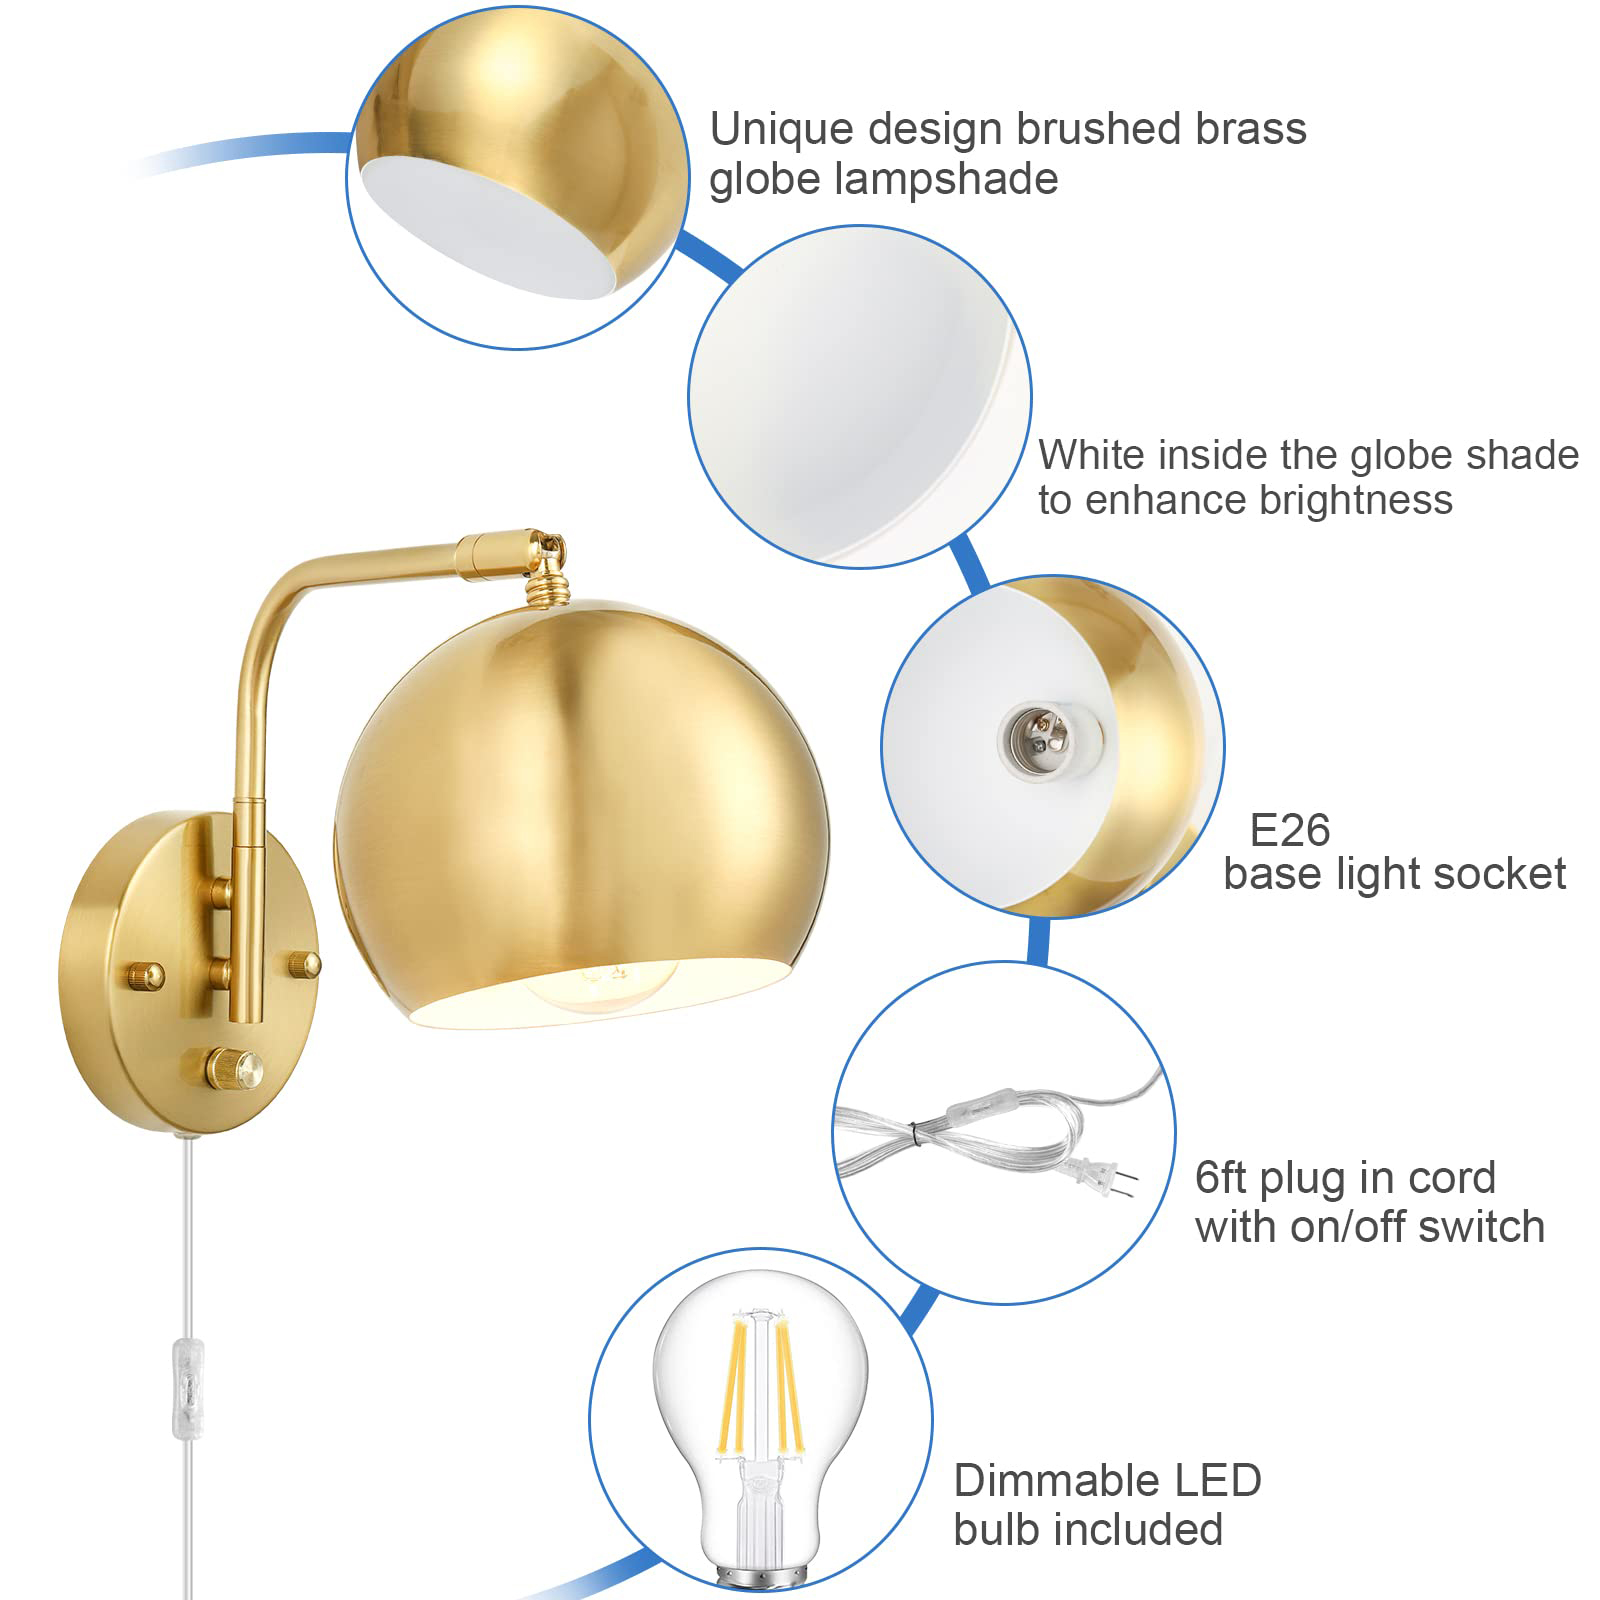 Unique design brushed brass
globe lampshade
White inside the globe shade
to enhance brightness
E26
base light socket
6ft plug in cord
with on/off switch
Dimmable LED
bulb included